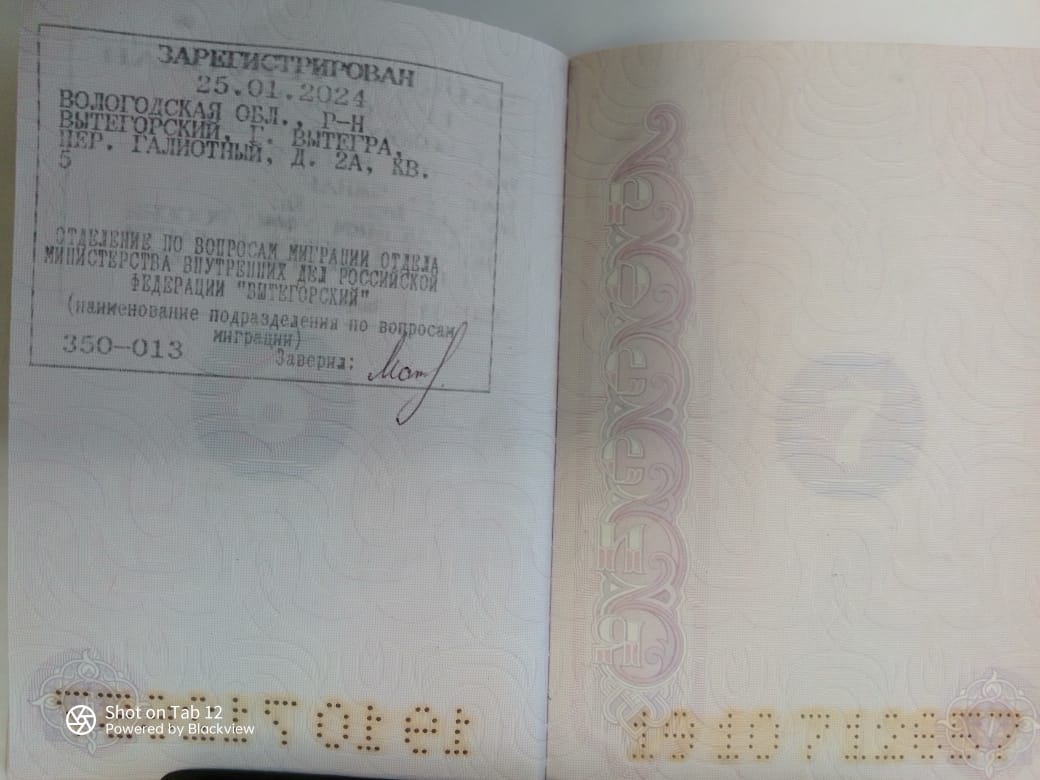 ЗАРЕГИСТРИРОВАН
25.01.2024
ВОЛОГОДСКАЯ ОБЛ., Р-Н
ВЫТЕГОРСКИЙ, Г. ВЫТЕГРА,
ПЕР. ГАЛИОТНЫЙ, Д. 2А, КВ.
5
ОТДЕЛЕНИЕ ПО ВОПРОСАМ МИГРАЦИИ ОТДЕЛА
МИНИСТЕРСТВА ВНУТРЕННИХ ДЕЛ РОССИЙСКОЙ
ФЕДЕРАЦИИ "ВЫТЕГОРСКИЙ"
(наименование подразделения по вопросам
миграции)
350-013
Заверил:
7
Shot on Tab 12
Powered by Blackview